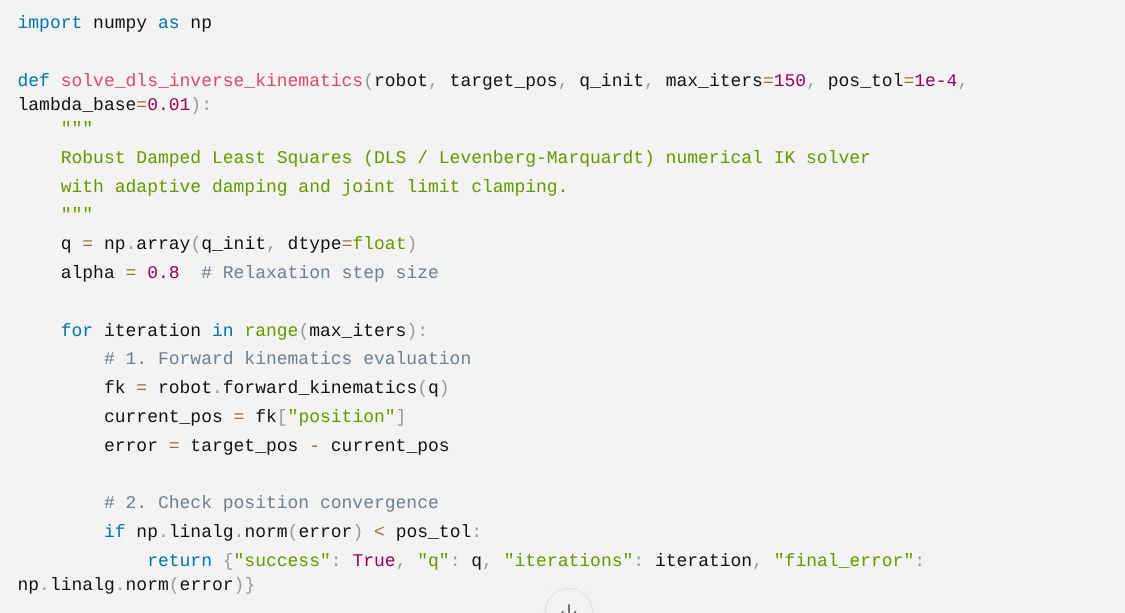 import numpy as np
def solve_dls_inverse_kinematics(robot, target_pos, q_init, max_iters=150, pos_tol=1e-4,
lambda_base=0.01):
    """
    Robust Damped Least Squares (DLS / Levenberg-Marquardt) numerical IK solver
    with adaptive damping and joint limit clamping.
    """
    q = np.array(q_init, dtype=float)
    alpha = 0.8  # Relaxation step size
    for iteration in range(max_iters):
        # 1. Forward kinematics evaluation
        fk = robot.forward_kinematics(q)
        current_pos = fk["position"]
        error = target_pos - current_pos
        # 2. Check position convergence
        if np.linalg.norm(error) < pos_tol:
            return {"success": True, "q": q, "iterations": iteration, "final_error":
np.linalg.norm(error)}